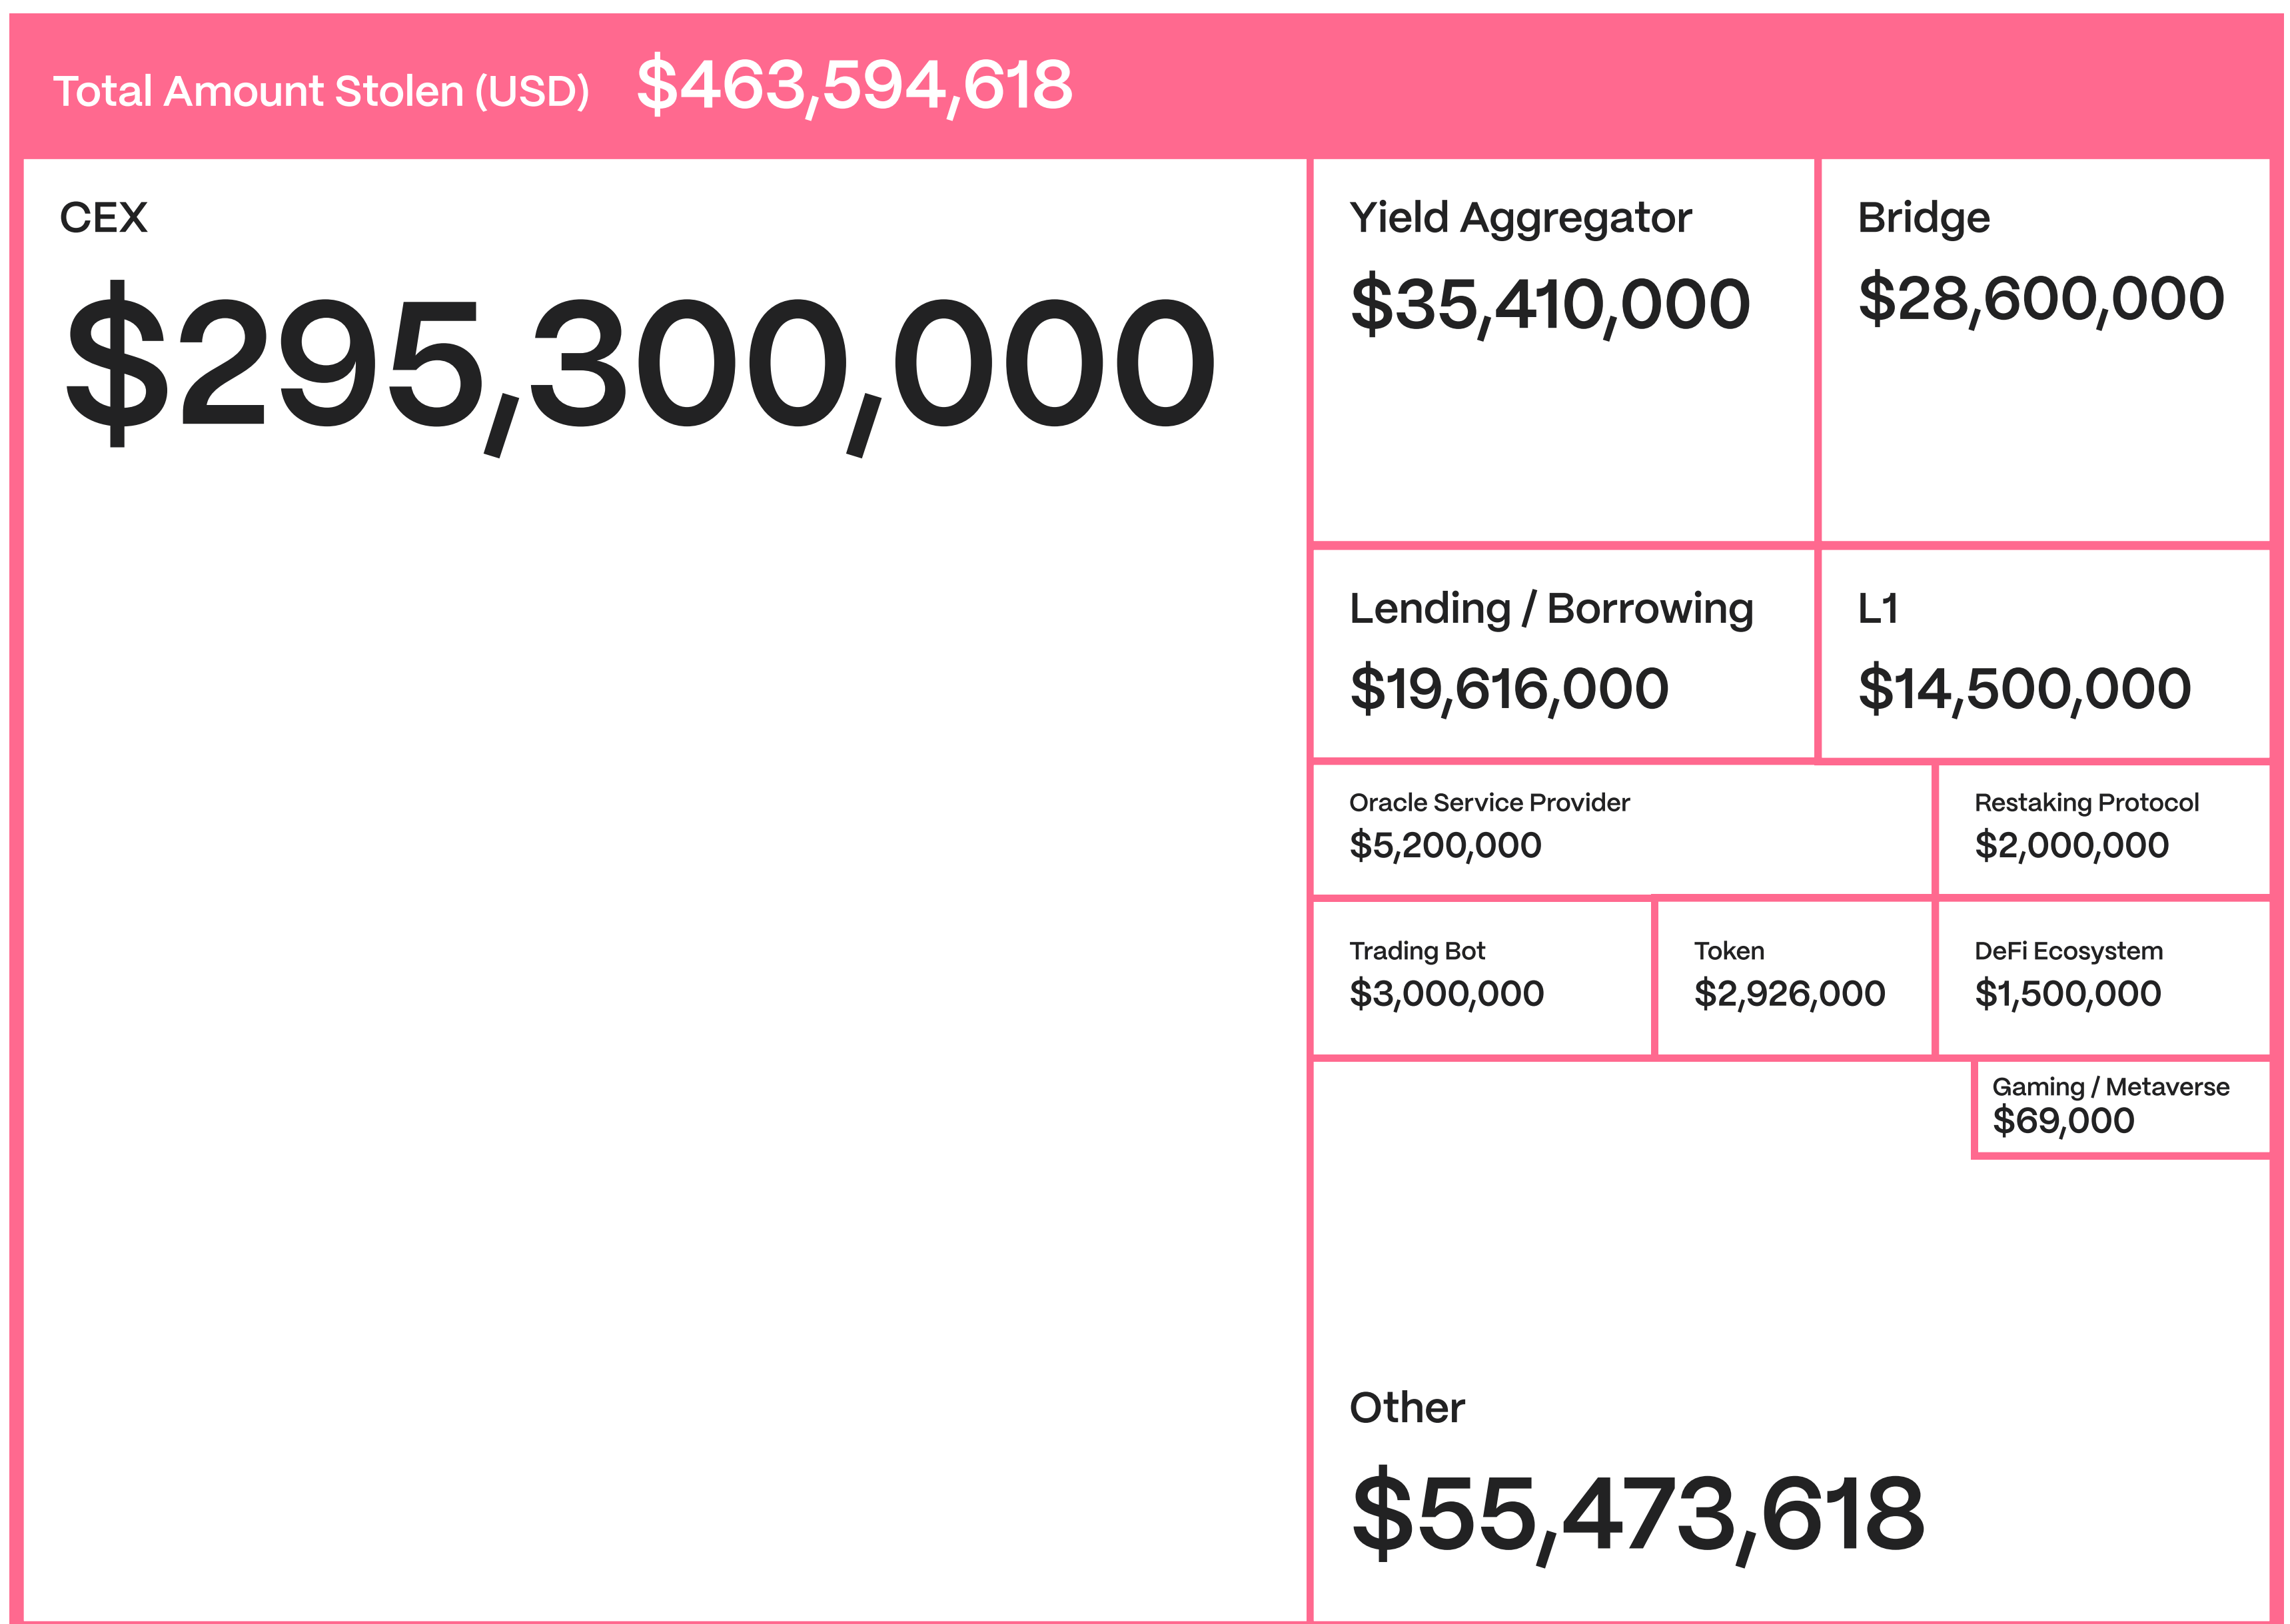 Total Amount Stolen (USD) $463,594,618
CEX
$295,300,000
Yield Aggregator
$35,410,000
Bridge
$28,600,000
Lending / Borrowing
$19,616,000
L1
$14,500,000
Oracle Service Provider
$5,200,000
Restaking Protocol
$2,000,000
Trading Bot
$3,000,000
Token
$2,926,000
DeFi Ecosystem
$1,500,000
Gaming / Metaverse
$69,000
Other
$55,473,618